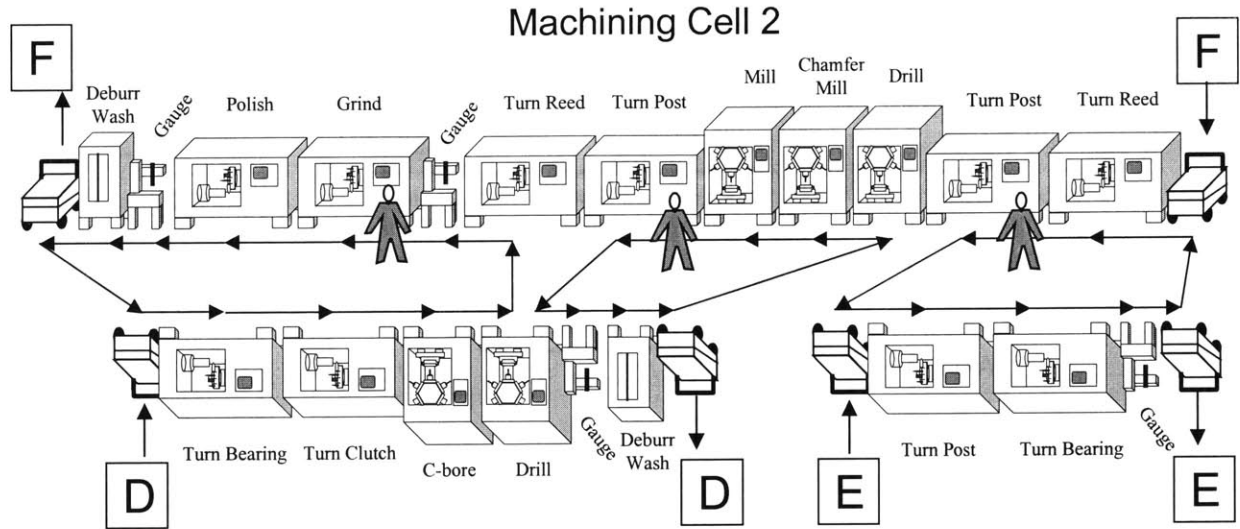 Machining Cell 2
F
F
Deburr
Wash
Gauge
Polish
Grind
Gauge
Turn Reed
Turn Post
Mill
Chamfer
Mill
Drill
Turn Post
Turn Reed
Turn Bearing
Turn Clutch
C-bore
Drill
Gauge
Deburr
Wash
Turn Post
Turn Bearing
Gauge
D
D
E
E